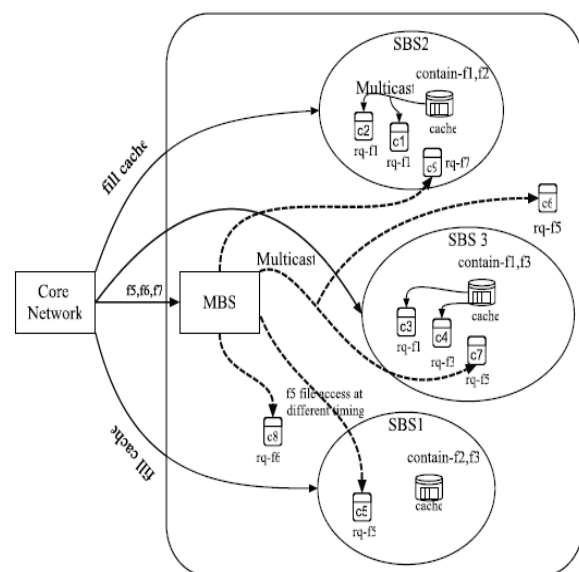 SBS2
contain-f1,f2
Multicast
cache
c2
c1
rq-f1
rq-f1
c5
rq-f7
fill cache
c6
rq-f5
SBS 3
contain-f1,f3
Multicast
Core
Network
f5,f6,f7
MBS
cache
c3
c4
rq-f1
rq-f3
c7
rq-f5
f5 file access at
different timing
c8
rq-f6
SBS1
contain-f2,f3
fill cache
c5
rq-f5
cache